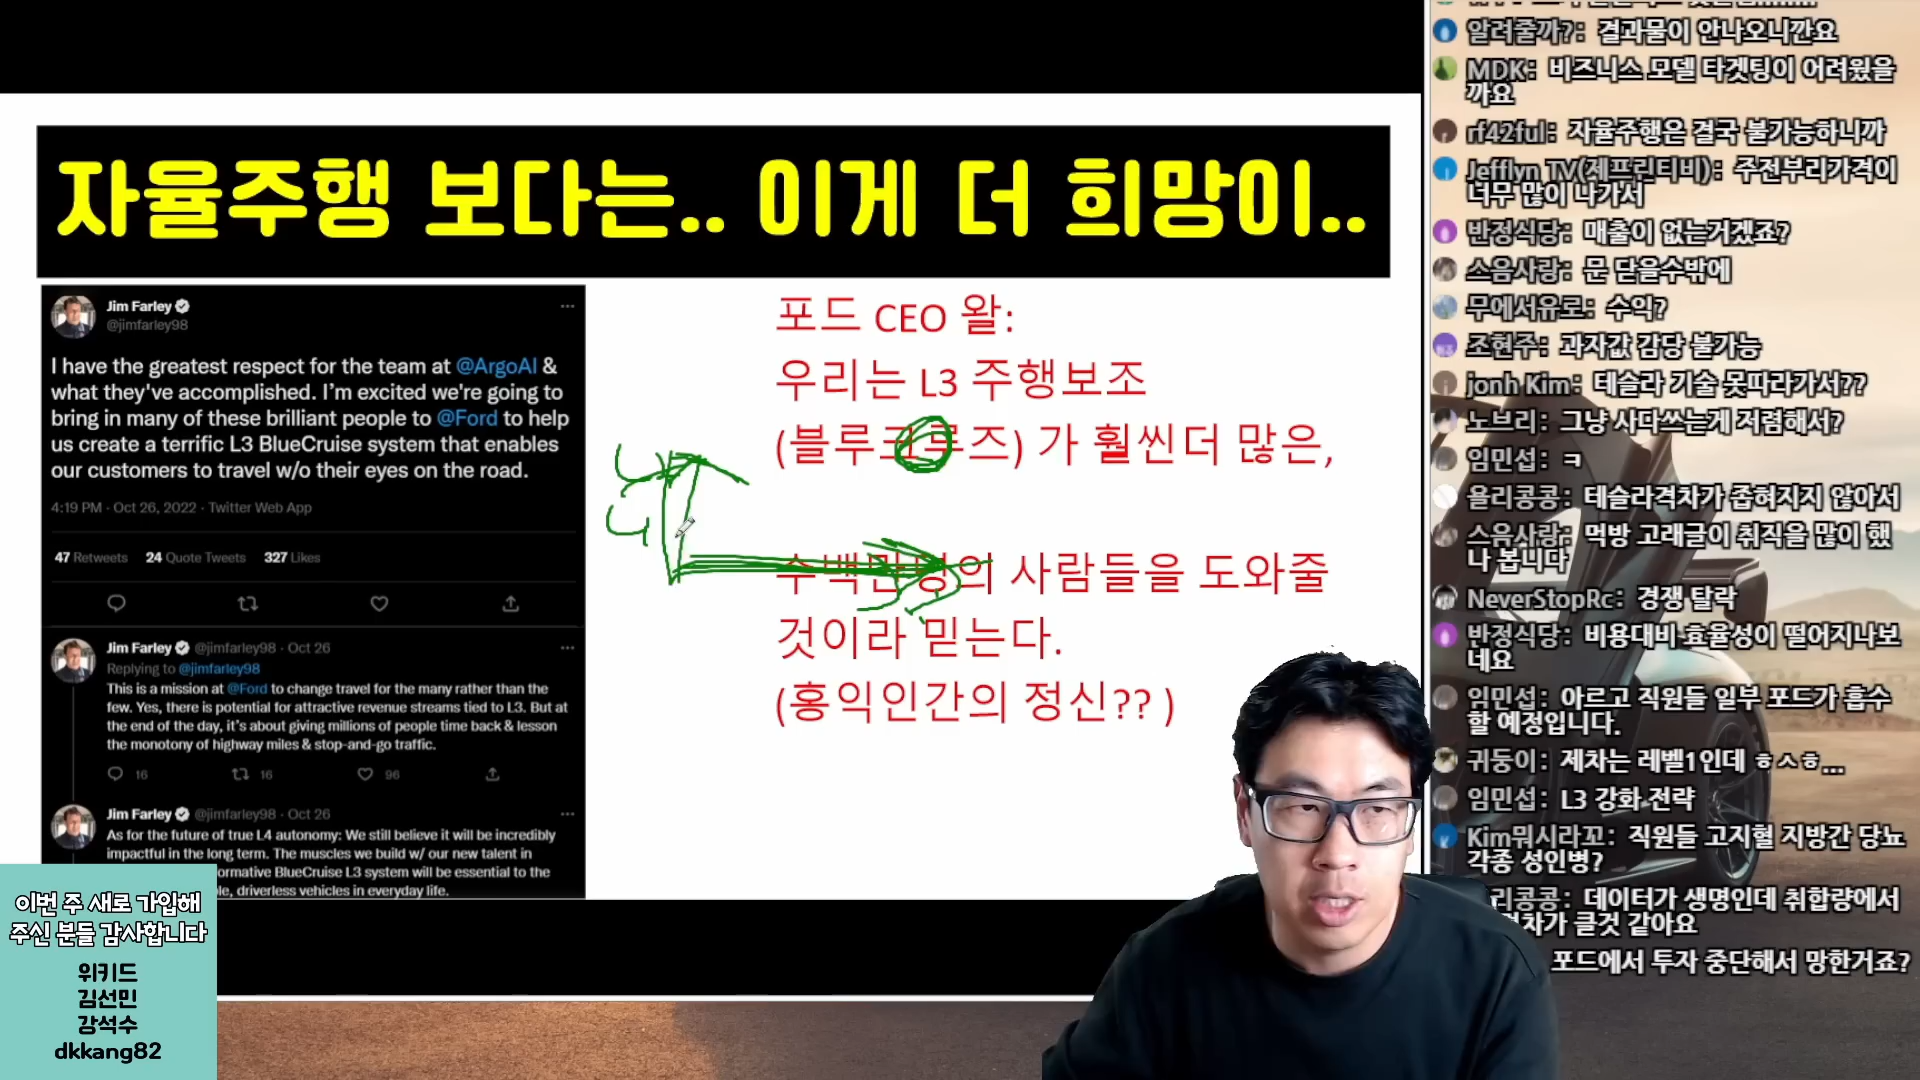 자율주행 보다는.. 이게 더 희망이..
Jim Farley
@jimfarley98
I have the greatest respect for the team at @ArgoAI &
what they've accomplished. I'm excited we're going to
bring in many of these brilliant people to @Ford to help
us create a terrific L3 BlueCruise system that enables
our customers to travel w/o their eyes on the road.
4:19 PM · Oct 26, 2022 · Twitter Web App
47 Retweets 24 Quote Tweets 327 Likes
Jim Farley @jimfarley98 · Oct 26
Replying to @jimfarley98
This is a mission at @Ford to change travel for the many rather than the
few. Yes, there is potential for attractive revenue streams tied to L3. But at
the end of the day, it's about giving millions of people time back & lesson
the monotony of highway miles & stop-and-go traffic.
16 16 96
Jim Farley @jimfarley98 · Oct 26
As for the future of true L4 autonomy: We still believe it will be incredibly
impactful in the long term. The muscles we build w/ our new talent in
ormative BlueCruise L3 system will be essential to the
le, driverless vehicles in everyday life.
포드 CEO 왈:
우리는 L3 주행보조
(블루크루즈) 가 훨씬더 많은,
수백만명의 사람들을 도와줄
것이라 믿는다.
(홍익인간의 정신?? )
이번 주 새로 가입해
주신 분들 감사합니다
위키드
김선민
강석수
dkkang82
알려줄까?: 결과물이 안나오니깐요
MDK: 비즈니스 모델 타겟팅이 어려웠을
까요
rf42ful: 자율주행은 결국 불가능하니까
Jefflyn TV(제프린티비): 주전부리가격이
너무 많이 나가서
반정식당: 매출이 없는거겠죠?
스음사랑: 문 닫을수밖에
무에서유로: 수익?
조현주: 과자값 감당 불가능
jonh Kim: 테슬라 기술 못따라가서??
노브리: 그냥 사다쓰는게 저렴해서?
임민섭: ㅋ
욜리콩콩: 테슬라격차가 좁혀지지 않아서
스음사랑: 먹방 고래글이 취직을 많이 했
나 봅니다
NeverStopRc: 경쟁 탈락
반정식당: 비용대비 효율성이 떨어지나보
네요
임민섭: 아르고 직원들 일부 포드가 흡수
할 예정입니다.
귀둥이: 제차는 레벨1인데 ㅎㅅㅎ...
임민섭: L3 강화 전략
Kim뭐시라꼬: 직원들 고지혈 지방간 당뇨
각종 성인병?
리콩콩: 데이터가 생명인데 취합량에서
차가 클것 같아요
포드에서 투자 중단해서 망한거죠?